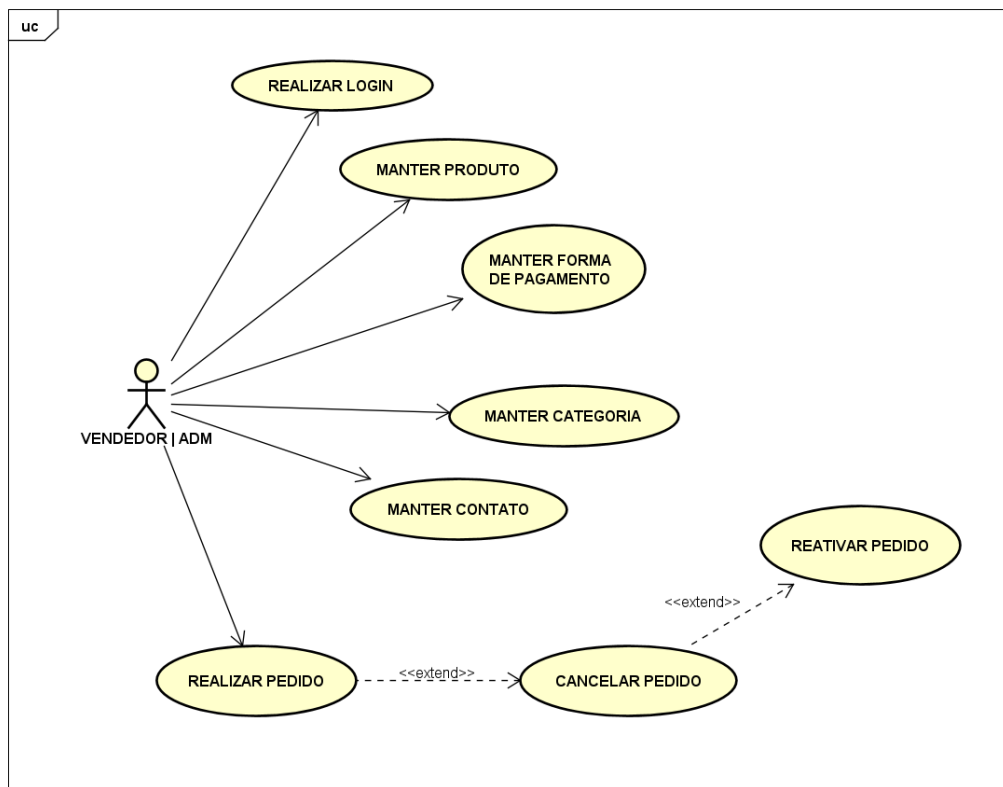 uc
REALIZAR LOGIN
MANTER PRODUTO
MANTER FORMA
DE PAGAMENTO
MANTER CATEGORIA
VENDEDOR | ADM
MANTER CONTATO
REATIVAR PEDIDO
<<extend>>
REALIZAR PEDIDO
<<extend>>
CANCELAR PEDIDO